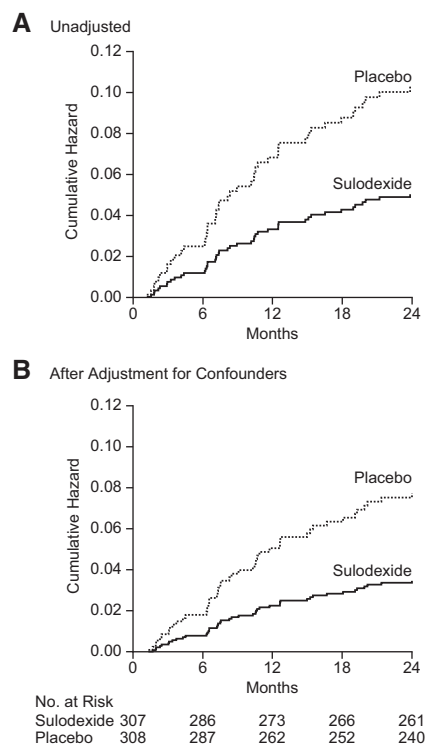 A Unadjusted
0.12
0.10
0.08
0.06
0.04
0.02
0.00
Cumulative Hazard
Placebo
Sulodexide
0 6 12 18 24
Months
B After Adjustment for Confounders
0.12
0.10
0.08
0.06
0.04
0.02
0.00
Cumulative Hazard
Placebo
Sulodexide
0 6 12 18 24
Months
No. at Risk
Sulodexide 307 286 273 266 261
Placebo 308 287 262 252 240